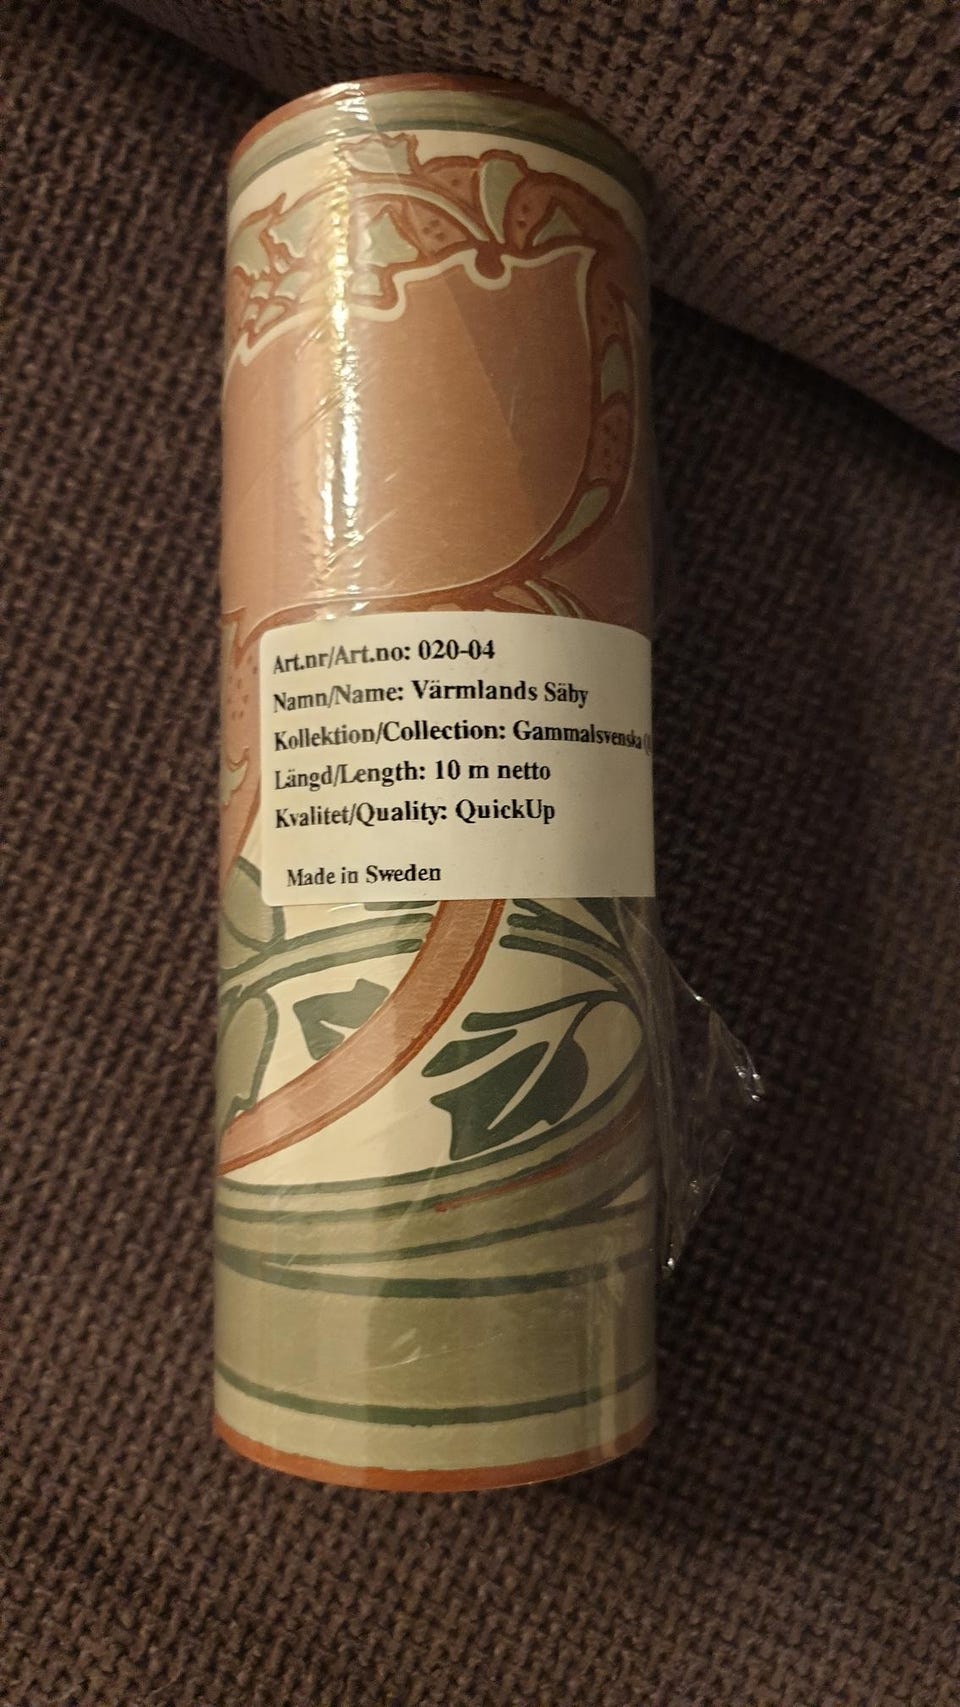 Art.nr/Art.no: 020-04
Namn/Name: Värmlands Säby
Kollektion/Collection: Gammalsvenska
Längd/Length: 10 m netto
Kvalitet/Quality: QuickUp
Made in Sweden